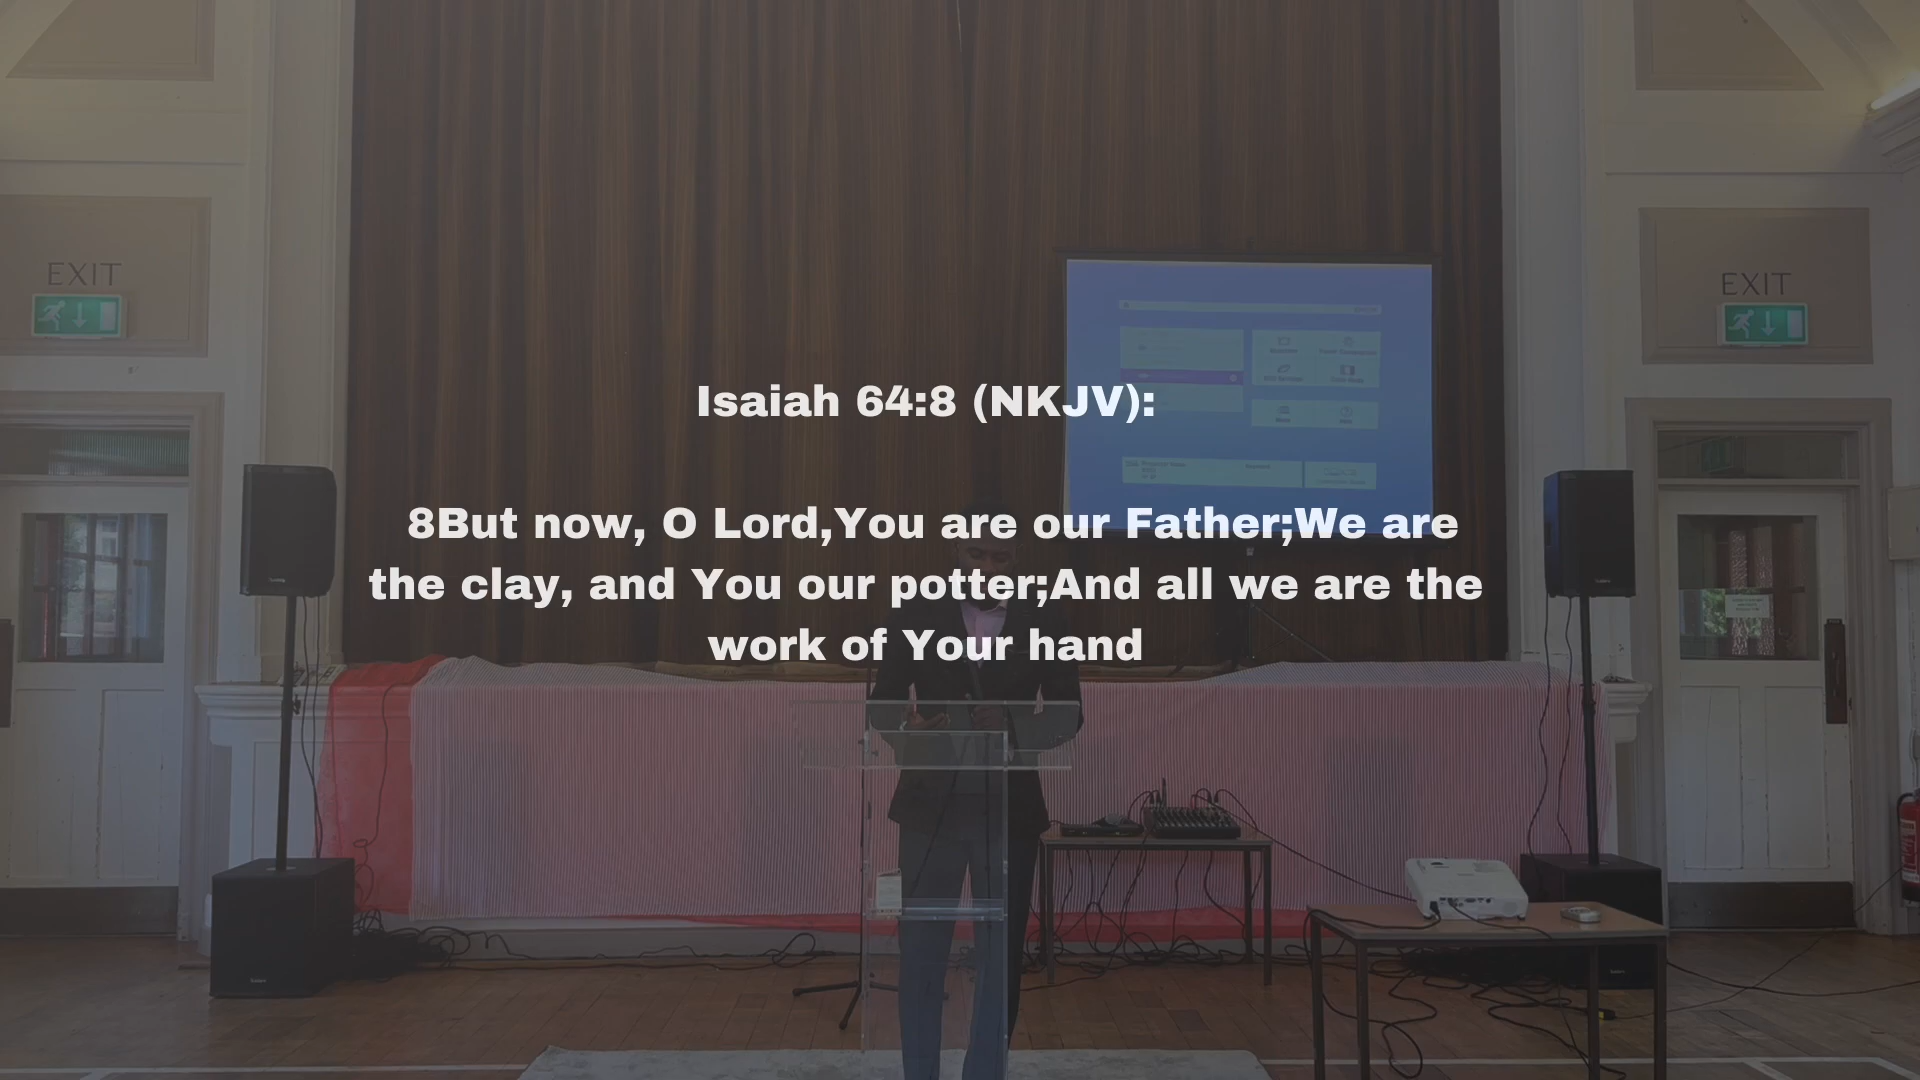 EXIT
EXIT
Isaiah 64:8 (NKJV):
8But now, O Lord,You are our Father;We are
the clay, and You our potter;And all we are the
work of Your hand